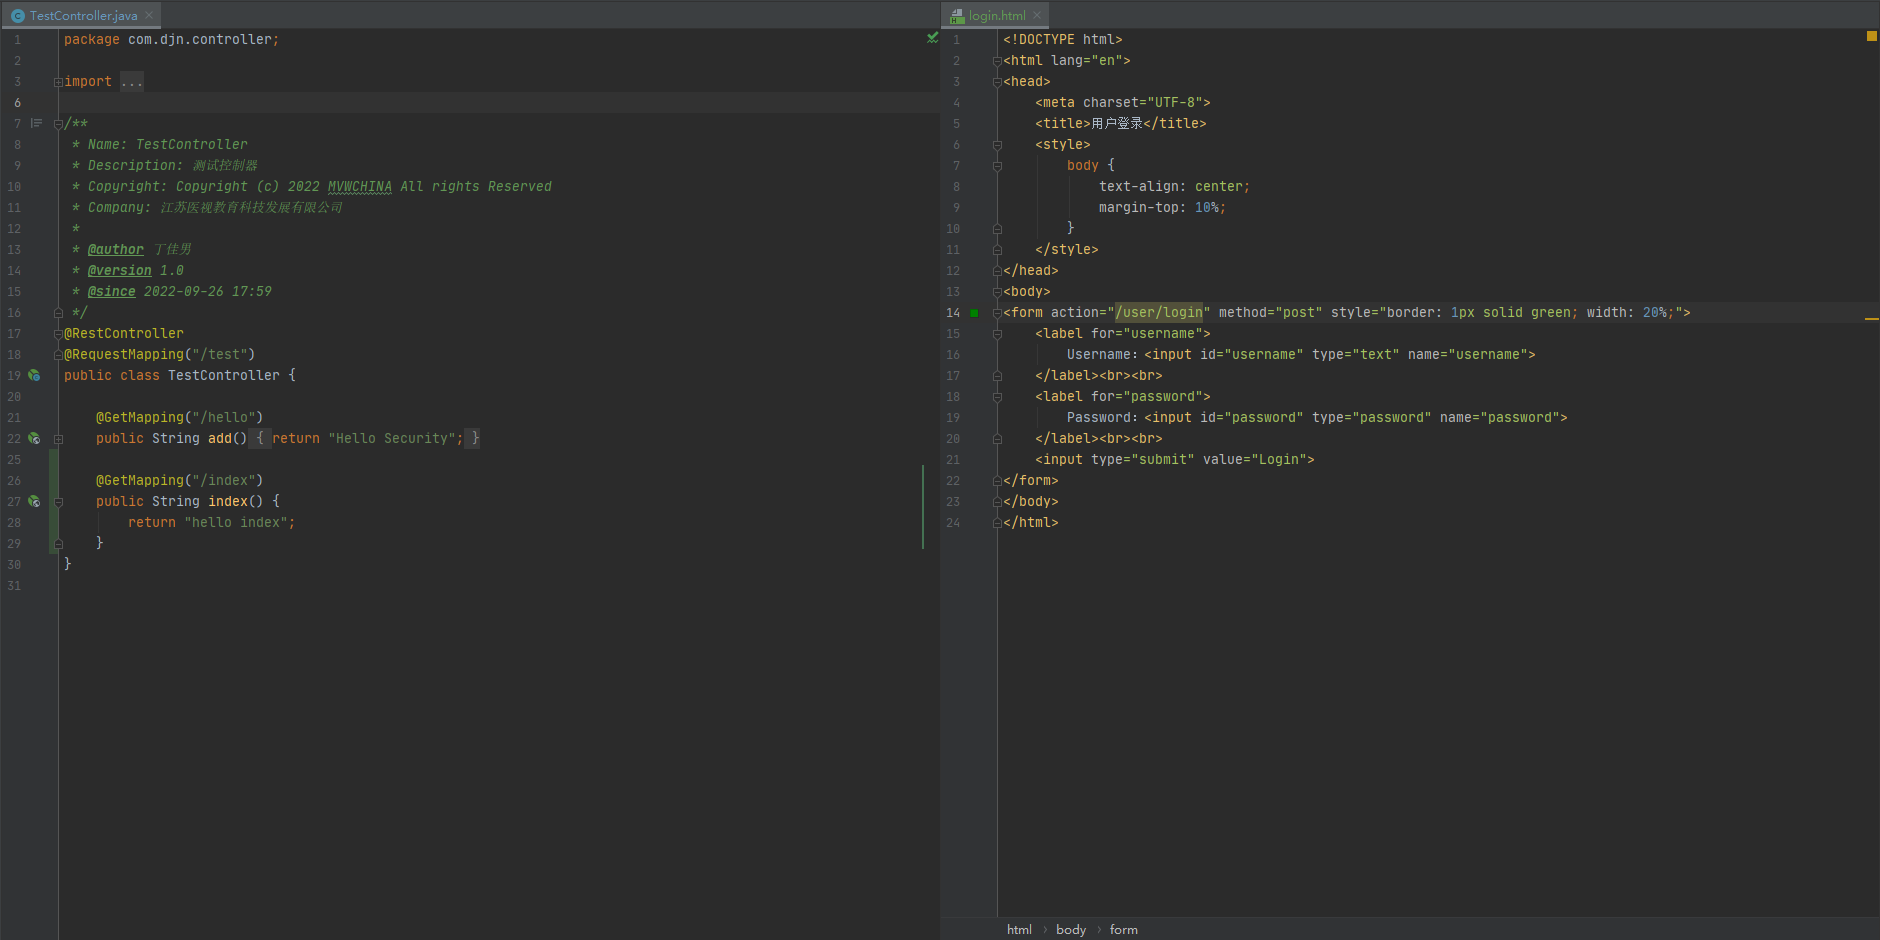 TestController.java
1 package com.djn.controller;
2
3 import ...
6
7 /**
8 * Name: TestController
9 * Description: 测试控制器
10 * Copyright: Copyright (c) 2022 MVWCHINA All rights Reserved
11 * Company: 江苏医视教育科技发展有限公司
12 *
13 * @author 丁佳男
14 * @version 1.0
15 * @since 2022-09-26 17:59
16 */
17 @RestController
18 @RequestMapping("/test")
19 public class TestController {
20
21 @GetMapping("/hello")
22 public String add() { return "Hello Security"; }
25
26 @GetMapping("/index")
27 public String index() {
28 return "hello index";
29 }
30 }
31
login.html
1 <!DOCTYPE html>
2 <html lang="en">
3 <head>
4 <meta charset="UTF-8">
5 <title>用户登录</title>
6 <style>
7 body {
8 text-align: center;
9 margin-top: 10%;
10 }
11 </style>
12 </head>
13 <body>
14 <form action="/user/login" method="post" style="border: 1px solid green; width: 20%;">
15 <label for="username">
16 Username：<input id="username" type="text" name="username">
17 </label><br><br>
18 <label for="password">
19 Password：<input id="password" type="password" name="password">
20 </label><br><br>
21 <input type="submit" value="Login">
22 </form>
23 </body>
24 </html>
html › body › form